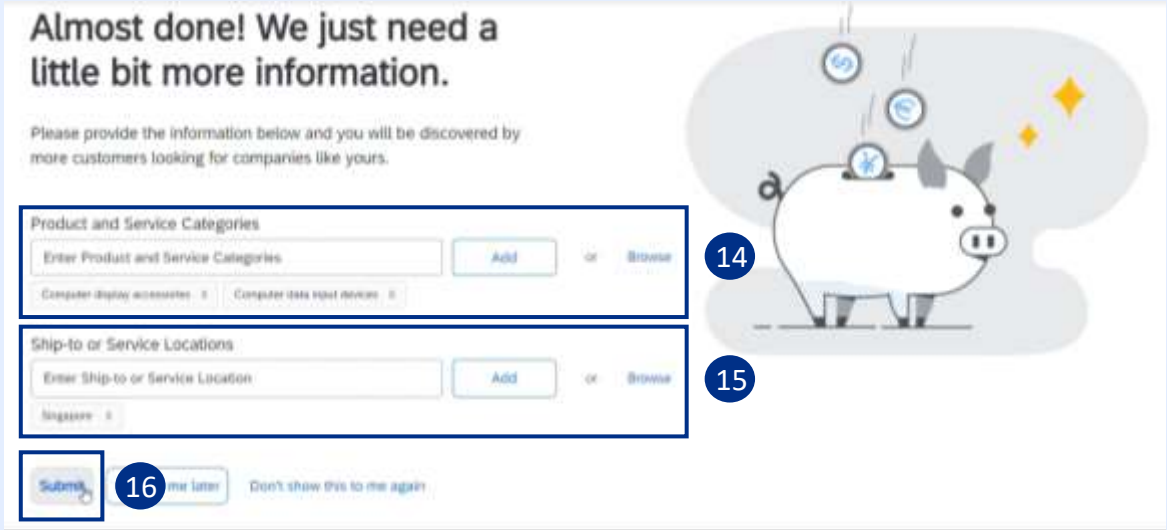 Almost done! We just need a
little bit more information.
Please provide the information below and you will be discovered by
more customers looking for companies like yours.
Product and Service Categories
Enter Product and Service Categories Add or Browse 14
Computer display accessories x Computer data input devices x
Ship-to or Service Locations
Enter Ship-to or Service Location Add or Browse 15
Singapore x
Submit 16 me later Don't show this to me again